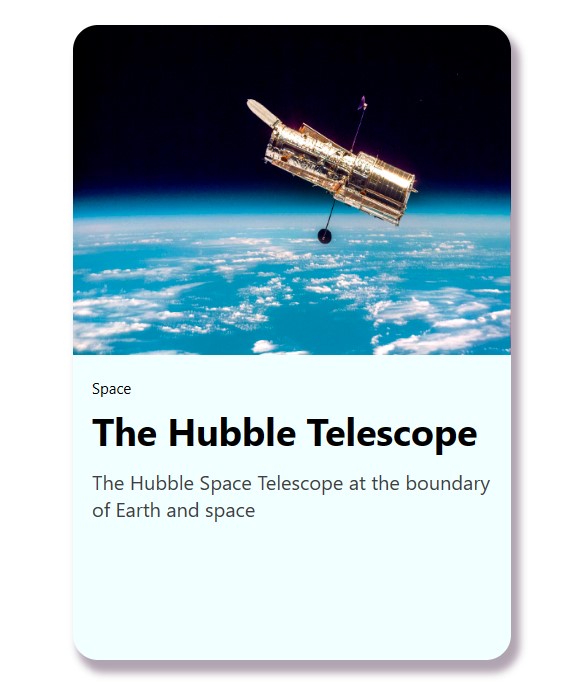 Space
The Hubble Telescope
The Hubble Space Telescope at the boundary
of Earth and space